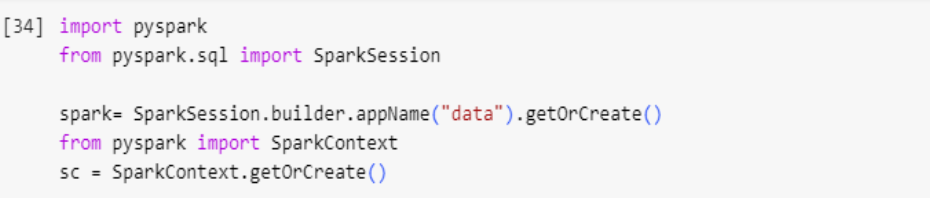 [34] import pyspark
from pyspark.sql import SparkSession
spark= SparkSession.builder.appName("data").getOrCreate()
from pyspark import SparkContext
sc = SparkContext.getOrCreate()